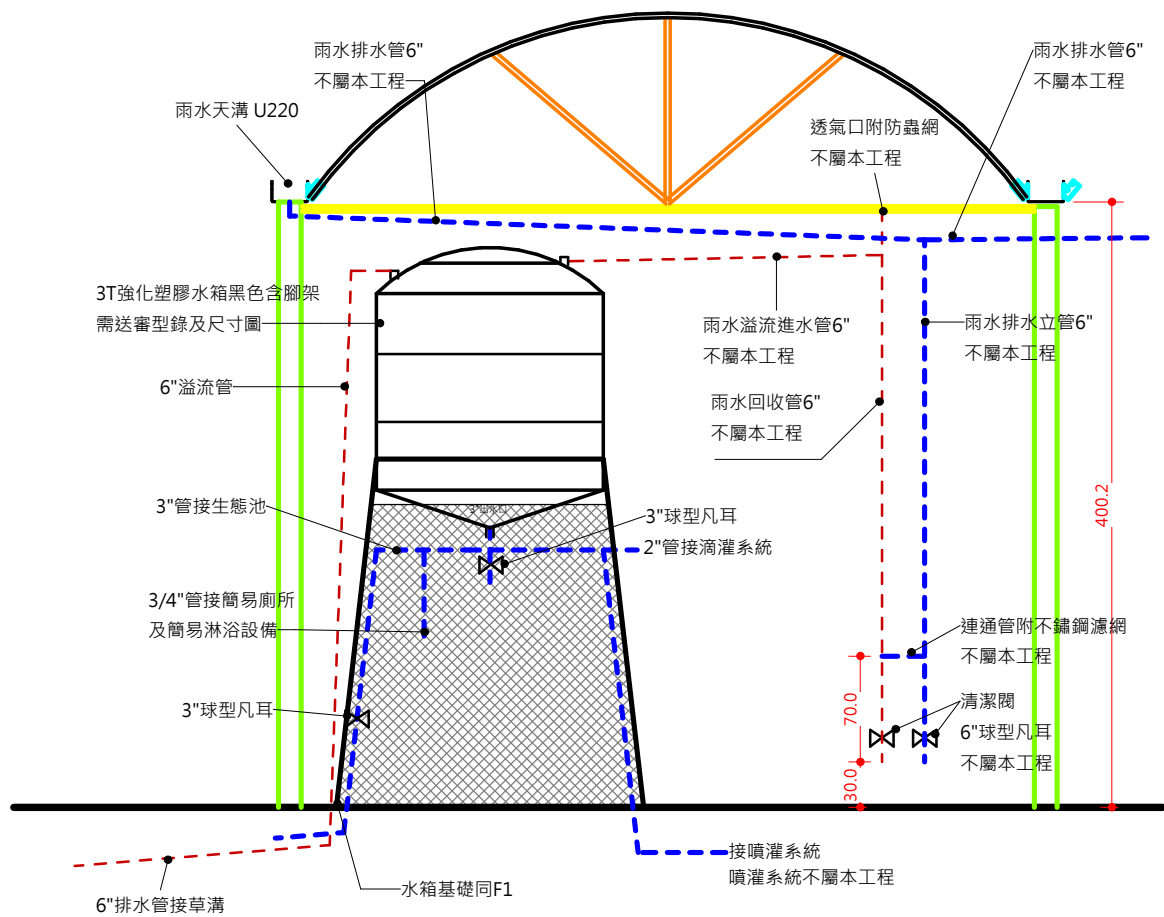 雨水排水管6"
不屬本工程
雨水排水管6"
不屬本工程
雨水天溝 U220
透氣口附防蟲網
不屬本工程
3T強化塑膠水箱黑色含腳架
需送審型錄及尺寸圖
雨水溢流進水管6"
不屬本工程
雨水排水立管6"
不屬本工程
6"溢流管
雨水回收管6"
不屬本工程
400.2
3"管接生態池
3"出水口
3"球型凡耳
2"管接滴灌系統
3/4"管接簡易廁所
及簡易淋浴設備
連通管附不鏽鋼濾網
不屬本工程
70.0
3"球型凡耳
清潔閥
6"球型凡耳
不屬本工程
30.0
接噴灌系統
噴灌系統不屬本工程
水箱基礎同F1
6"排水管接草溝